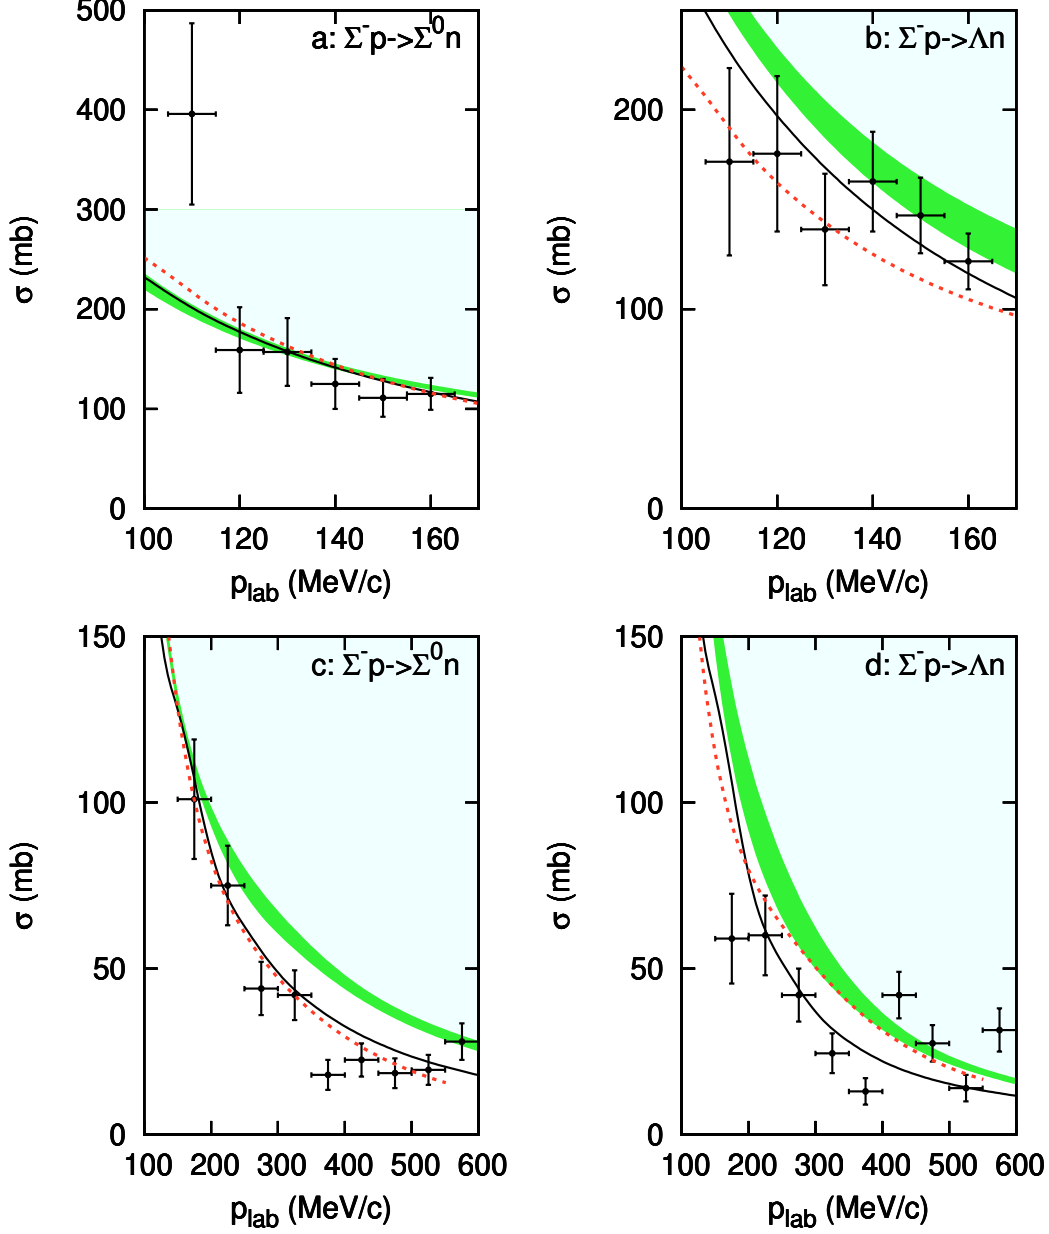 a: Σ⁻p->Σ⁰n
500
400
300
200
100
0
σ (mb)
100 120 140 160
p_lab (MeV/c)
b: Σ⁻p->Λn
200
100
0
σ (mb)
100 120 140 160
p_lab (MeV/c)
c: Σ⁻p->Σ⁰n
150
100
50
0
σ (mb)
100 200 300 400 500 600
p_lab (MeV/c)
d: Σ⁻p->Λn
150
100
50
0
σ (mb)
100 200 300 400 500 600
p_lab (MeV/c)